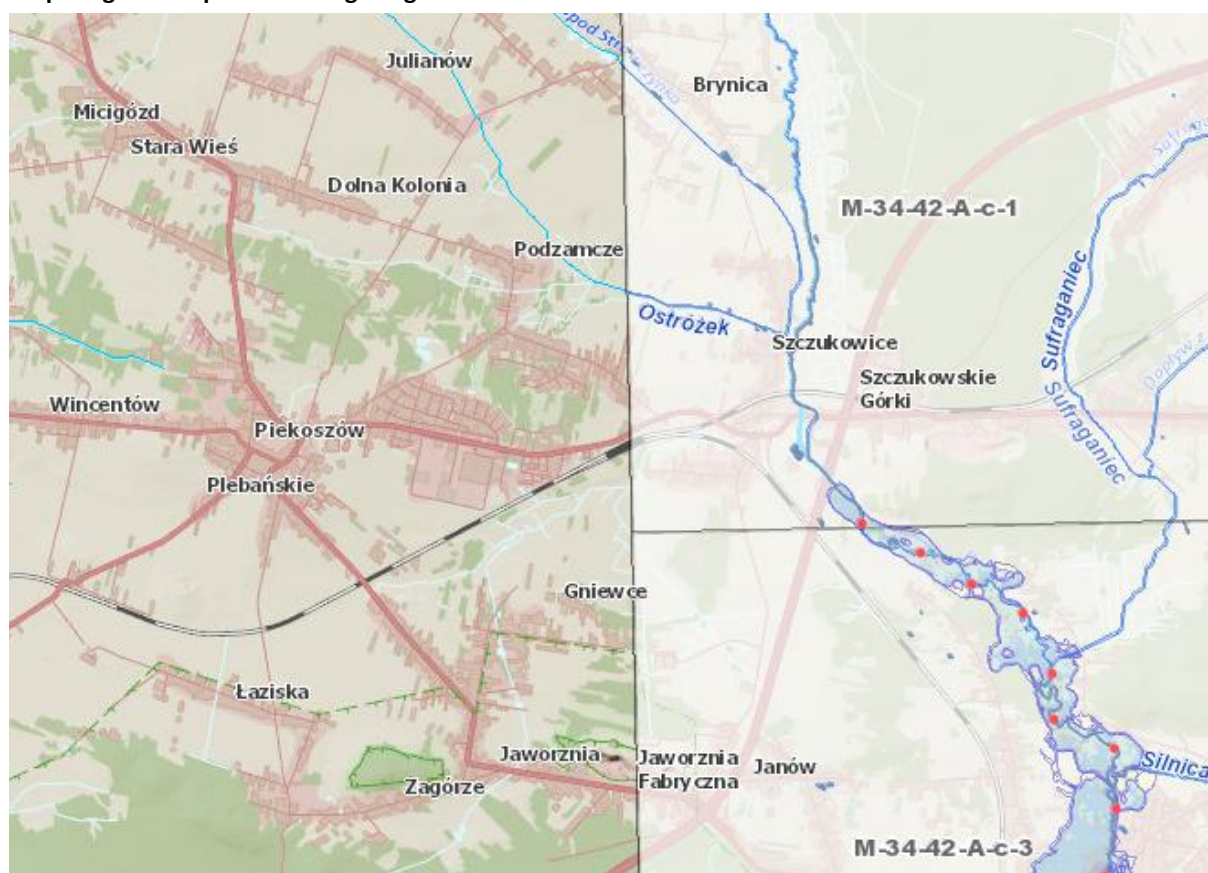 Julianów
Brynica
Micigózd
Stara Wieś
Dolna Kolonia
M-34-42-A-c-1
Podzamcze
Sufraganiec
Ostróżek
Szczukowice
Szczukowskie
Górki
Wincentów
Piekoszów
Sufraganiec
Plebańskie
Gniewce
Łaziska
Jaworznia
Jaworznia
Fabryczna
Janów
Silnica
Zagórze
M-34-42-A-c-3